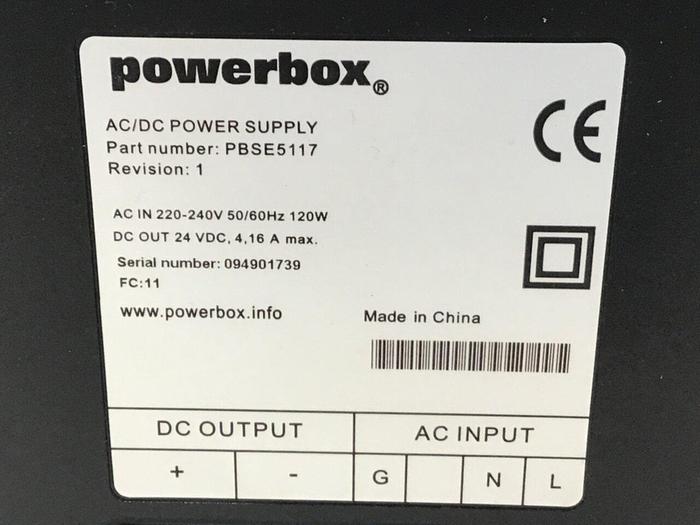 powerbox®
AC/DC POWER SUPPLY
Part number: PBSE5117
Revision: 1
CE
AC IN 220-240V 50/60Hz 120W
DC OUT 24 VDC, 4,16 A max.
Serial number: 094901739
FC:11
www.powerbox.info
Made in China
DC OUTPUT AC INPUT
+ - G N L